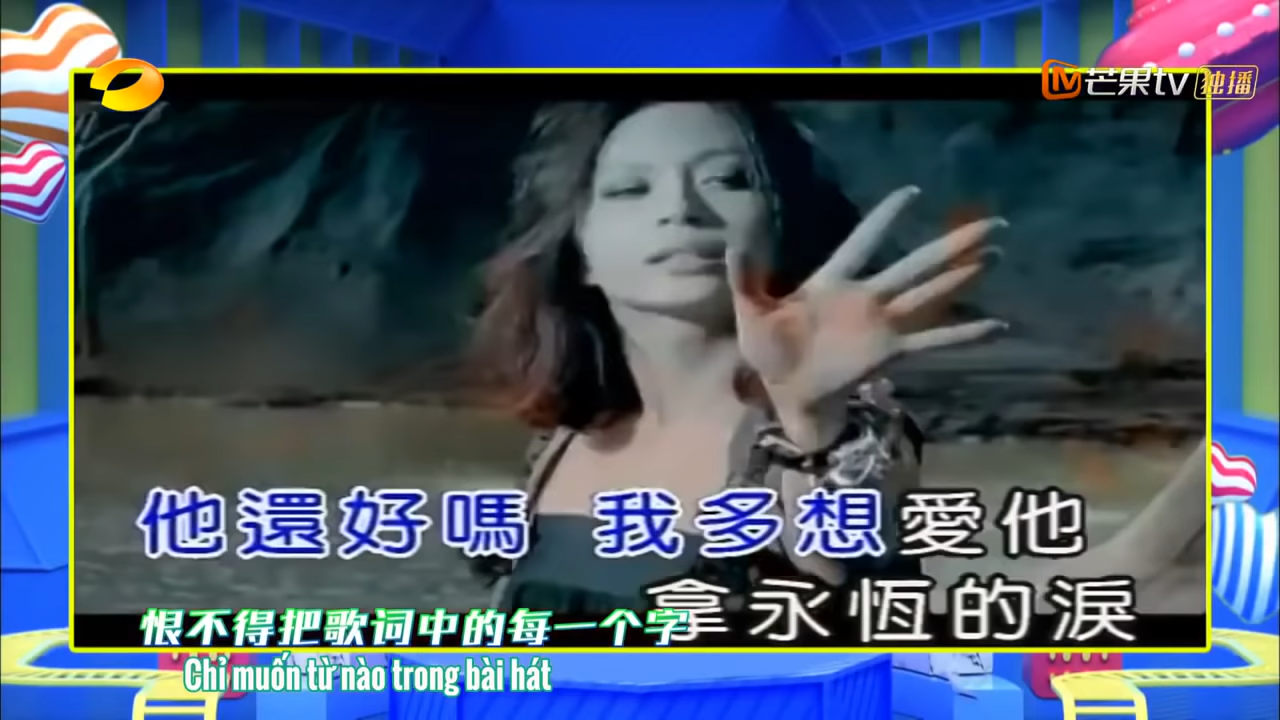 芒果tv 独播
他還好嗎 我多想愛他
拿永恆的淚
恨不得把歌词中的每一个字
Chỉ muốn từ nào trong bài hát